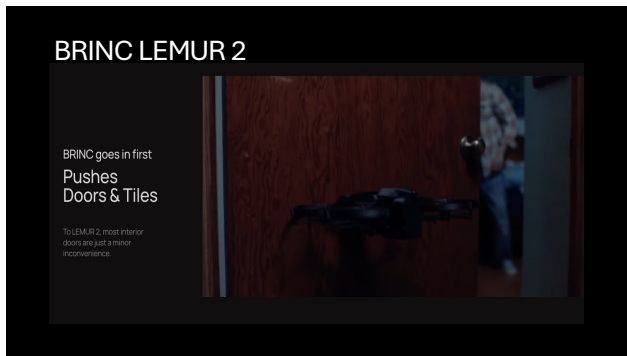 BRINC LEMUR 2
BRINC goes in first
Pushes
Doors & Tiles
To LEMUR 2, most interior
doors are just a minor
inconvenience.